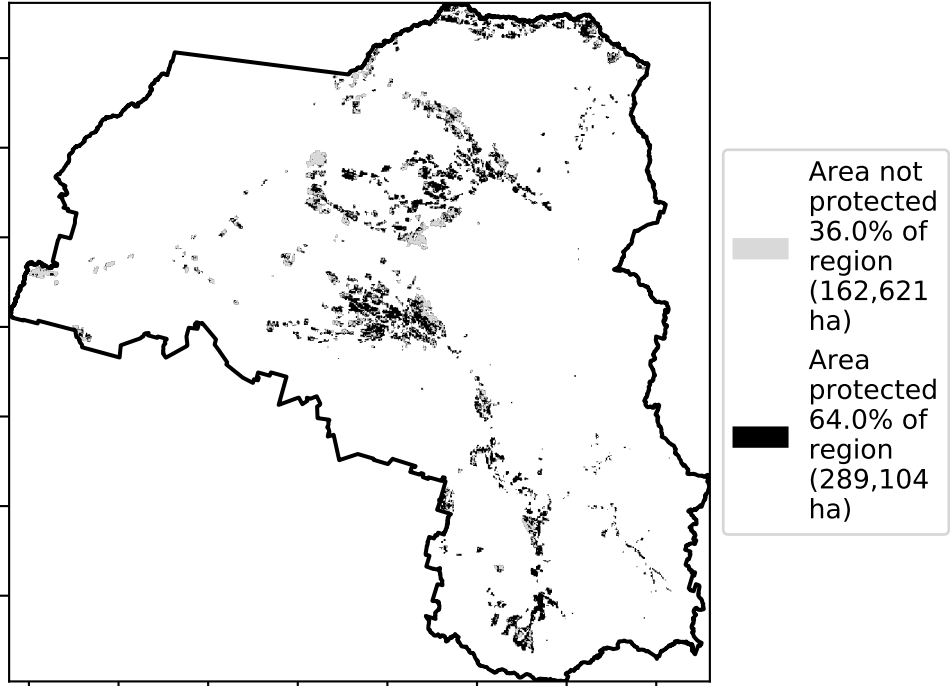 Area not
protected
36.0% of
region
(162,621
ha)
Area
protected
64.0% of
region
(289,104
ha)